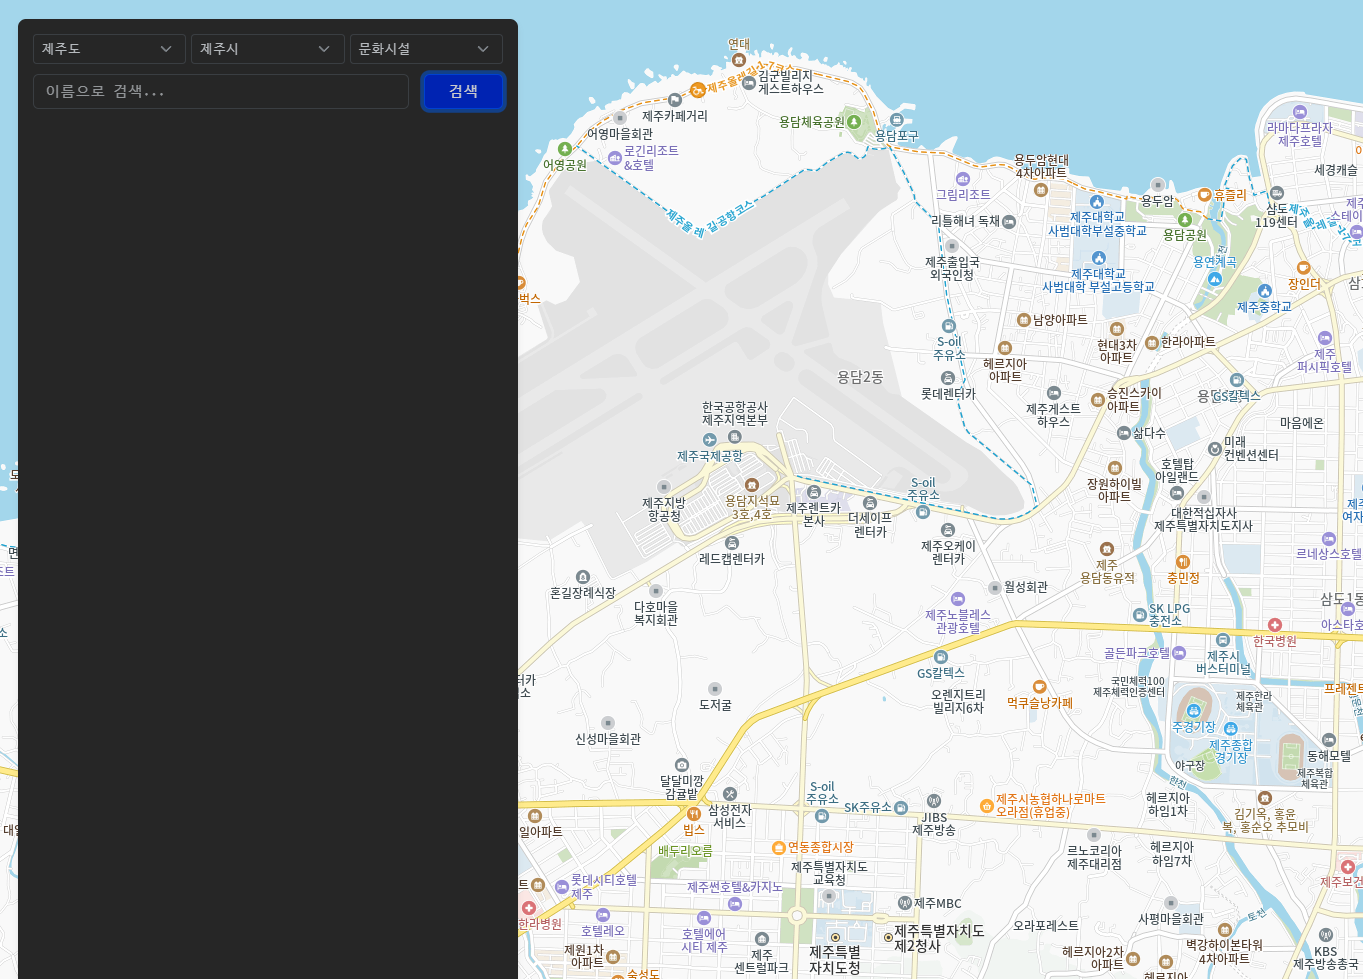 제주도
제주시
문화시설
이름으로 검색...
검색
연대
제주올레길1-7코스
김군빌리지
게스트하우스
제주카페거리
어영마을회관
용담체육공원
용담포구
어영공원
로긴리조트
&호텔
제주올레길공항코스
그림리조트
리틀해녀 독채
용두암현대
4차아파트
제주대학교
사범대학부설중학교
용두암
휴즐리
용담공원
라마다프라자
제주호텔
세경캐슬
삼도
119센터
제주출입국
외국인청
제주대학교
사범대학 부설고등학교
용연계곡
장인더
제주중학교
벅스
S-oil
주유소
남양아파트
헤르지아
아파트
현대3차
아파트
한라아파트
제주
퍼시픽호텔
용담2동
롯데렌터카
제주게스트
하우스
승진스카이
아파트
GS칼텍스
마음에온
한국공항공사
제주지역본부
제주국제공항
삶다수
미래
컨벤션센터
호텔탑
아일랜드
장원하이빌
아파트
제주지방
항공청
용담지석묘
3호,4호
제주렌트카
본사
더세이프
렌터카
S-oil
주유소
대한적십자사
제주특별자치도지사
레드캡렌터카
제주오케이
렌터카
제주
용담동유적
충민정
르네상스호텔
혼길장례식장
다호마을
복지회관
월성회관
제주노블레스
관광호텔
SK LPG
충전소
삼도1동
아스타호
한국병원
골든파크호텔
제주시
버스터미널
GS칼텍스
오렌지트리
빌리지6차
먹쿠슬낭카페
국민체력100
제주체력인증센터
제주한라
체육관
프레젠트
도저굴
신성마을회관
주경기장
제주종합
경기장
동해모텔
야구장
제주복합
체육관
달달미깡
감귤밭
삼성전자
서비스
S-oil
주유소
SK주유소
JIBS
제주방송
제주시농협하나로마트
오라점(휴업중)
한천
헤르지아
하임1차
김기옥, 홍윤
복, 홍순오 추모비
일아파트
빕스
배두리오름
연동종합시장
르노코리아
제주대리점
헤르지아
하임7차
롯데시티호텔
제주
제주썬호텔&카지노
제주특별자치도
교육청
제주보건
한라병원
호텔레오
호텔에어
시티 제주
제주MBC
사평마을회관
토천
오라포레스트
제원1차
아파트
제주
센트럴파크
제주특별
자치도청
제주특별자치도
제2청사
헤르지아2차
아파트
벽강하이본타워
4차아파트
KBS
제주방송총국
숙성도
헤르지아